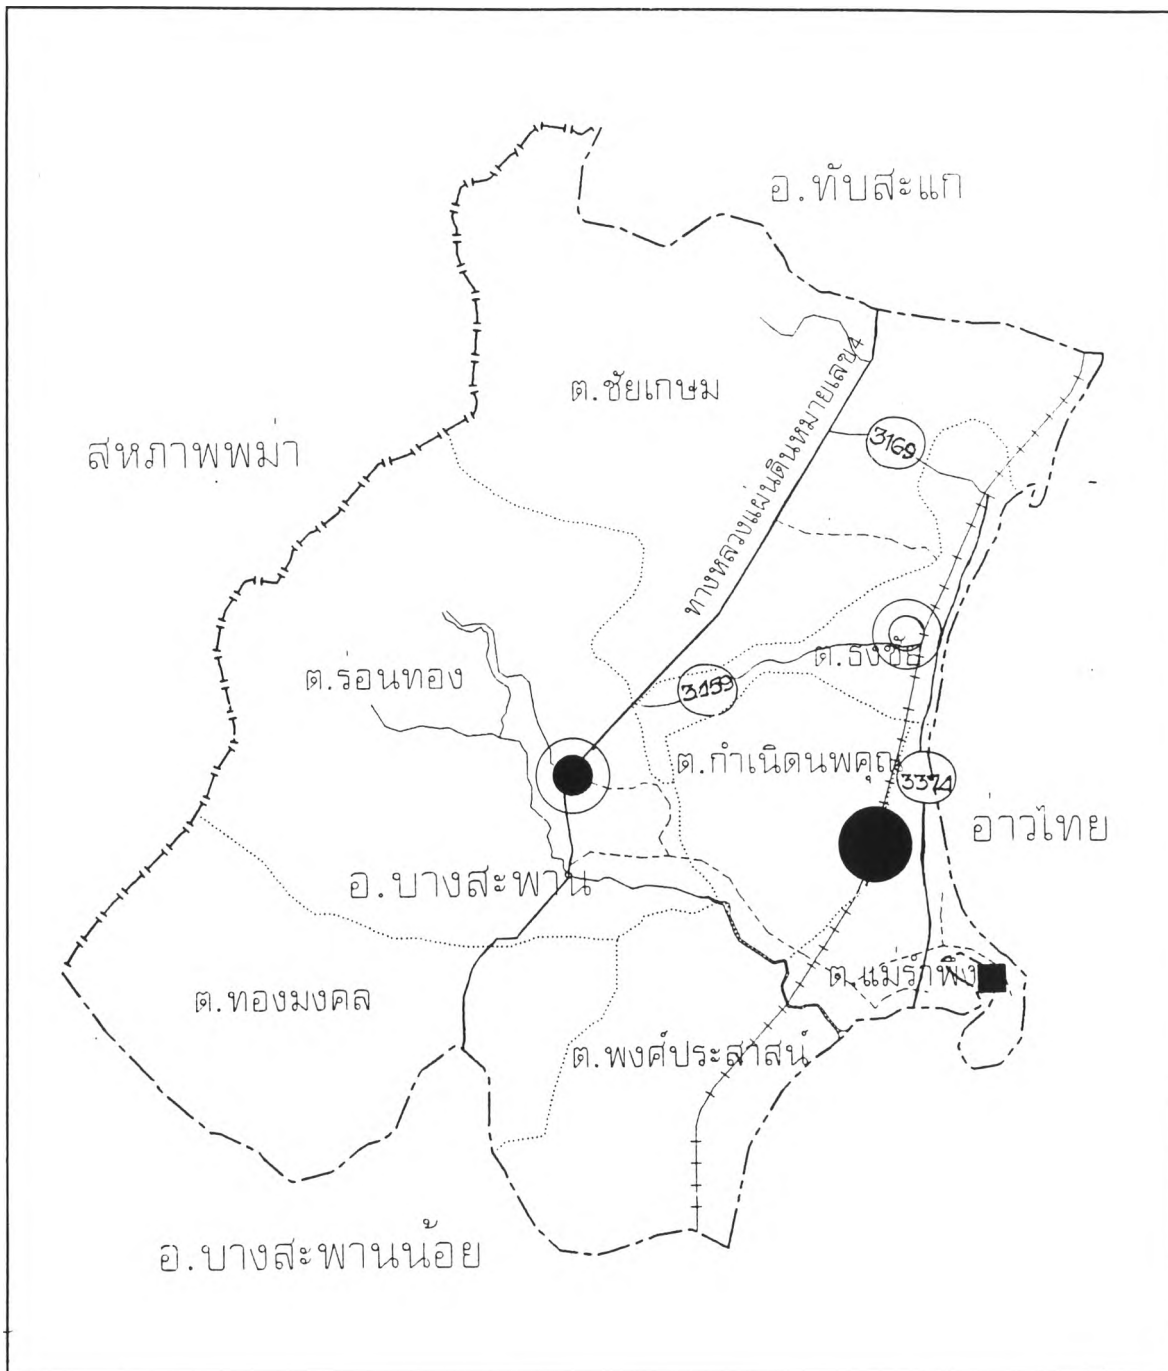 อ.ทับสะแก
ต.ชัยเกษม
ทางหลวงแผ่นดินหมายเลข4
3169
สหภาพพม่า
ต.ธงชัย
ต.ร่อนทอง
3159
ต.กำเนิดนพคุณ
3374
อ่าวไทย
อ.บางสะพาน
ต.แม่รำพึง
ต.ทองมงคล
ต.พงศ์ประสาสน์
อ.บางสะพานน้อย